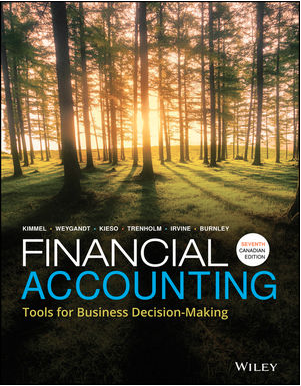 KIMMEL • WEYGANDT • KIESO • TRENHOLM • IRVINE • BURNLEY
FINANCIAL
SEVENTH
CANADIAN
EDITION
ACCOUNTING
Tools for Business Decision-Making
WILEY